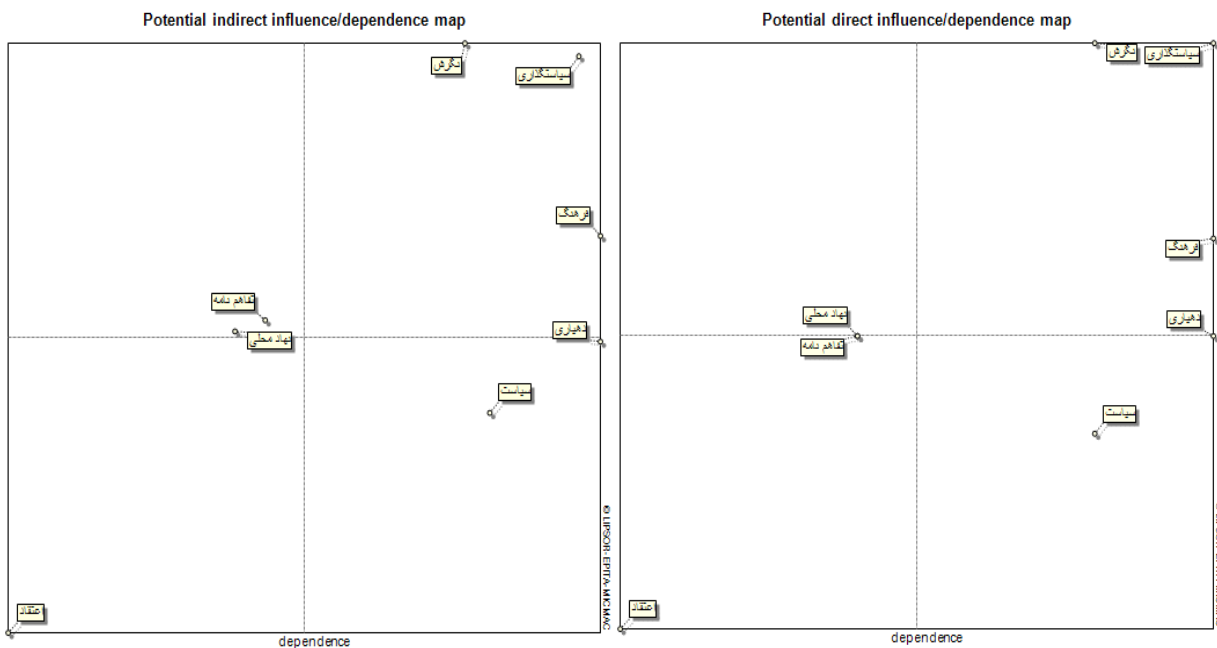 Potential indirect influence/dependence map
نگرش
سیاستگذاری
فرهنگ
تفاهم نامه
نهاد محلی
دهیاری
سیاست
اعتقاد
dependence
© LIPSOR-EPITA-MICMAC
Potential direct influence/dependence map
نگرش
سیاستگذاری
فرهنگ
نهاد محلی
تفاهم نامه
دهیاری
سیاست
اعتقاد
dependence